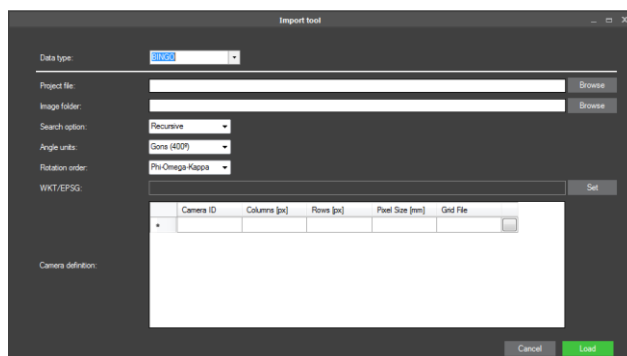 Import tool
Data type: BINGO
Project file: Browse
Image folder: Browse
Search option: Recursive
Angle units: Gons (400ᵍ)
Rotation order: Phi-Omega-Kappa
WKT/EPSG: Set
Camera ID Columns [px] Rows [px] Pixel Size [mm] Grid File
Camera definition:
Cancel Load